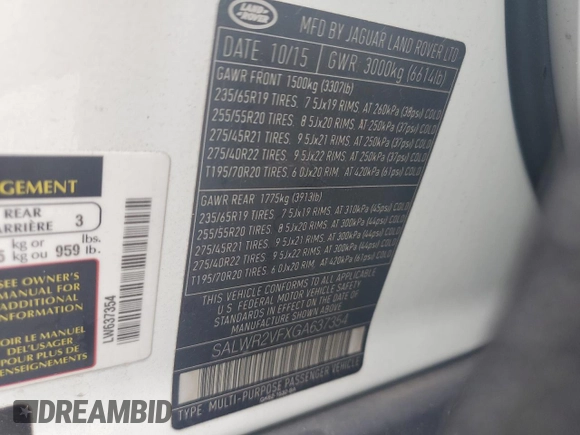 LAND-
ROVER
MFD BY JAGUAR LAND ROVER LTD
DATE: 10/15 GWR: 3000kg (6614lb)
GAWR FRONT 1500kg (3307lb)
235/65R19 TIRES. 7 5Jx19 RIMS. AT 260kPa (38psi) COLD
255/55R20 TIRES. 8 5Jx20 RIMS. AT 250kPa (37psi) COLD
275/45R21 TIRES. 9 5Jx21 RIMS. AT 250kPa (37psi) COLD
275/40R22 TIRES. 9 5Jx22 RIMS. AT 250kPa (37psi) COLD
T195/70R20 TIRES. 6 0Jx20 RIM. AT 420kPa (61psi) COLD
GAWR REAR 1775kg (3913lb)
235/65R19 TIRES 7 5Jx19 RIMS. AT 310kPa (45psi) COLD
255/55R20 TIRES 8 5Jx20 RIMS. AT 300kPa (44psi) COLD
275/45R21 TIRES 9 5Jx21 RIMS. AT 300kPa (44psi) COLD
275/40R22 TIRES 9 5Jx22 RIMS. AT 300kPa (44psi) COLD
T195/70R20 TIRES 6 0Jx20 RIM. AT 420kPa (61psi) COLD
THIS VEHICLE CONFORMS TO ALL APPLICABLE
U S FEDERAL MOTOR VEHICLE SAFETY
STANDARDS IN EFFECT ON THE DATE OF
MANUFACTURE SHOWN ABOVE
SALWR2VFXGA637354
TYPE MULTI-PURPOSE PASSENGER VEHICLE
REAR 3
kg or lbs.
kg ou 959 lb.
SEE OWNER'S
MANUAL FOR
ADDITIONAL
INFORMATION
LE MANUEL
POUR
LW637354
DREAMBID